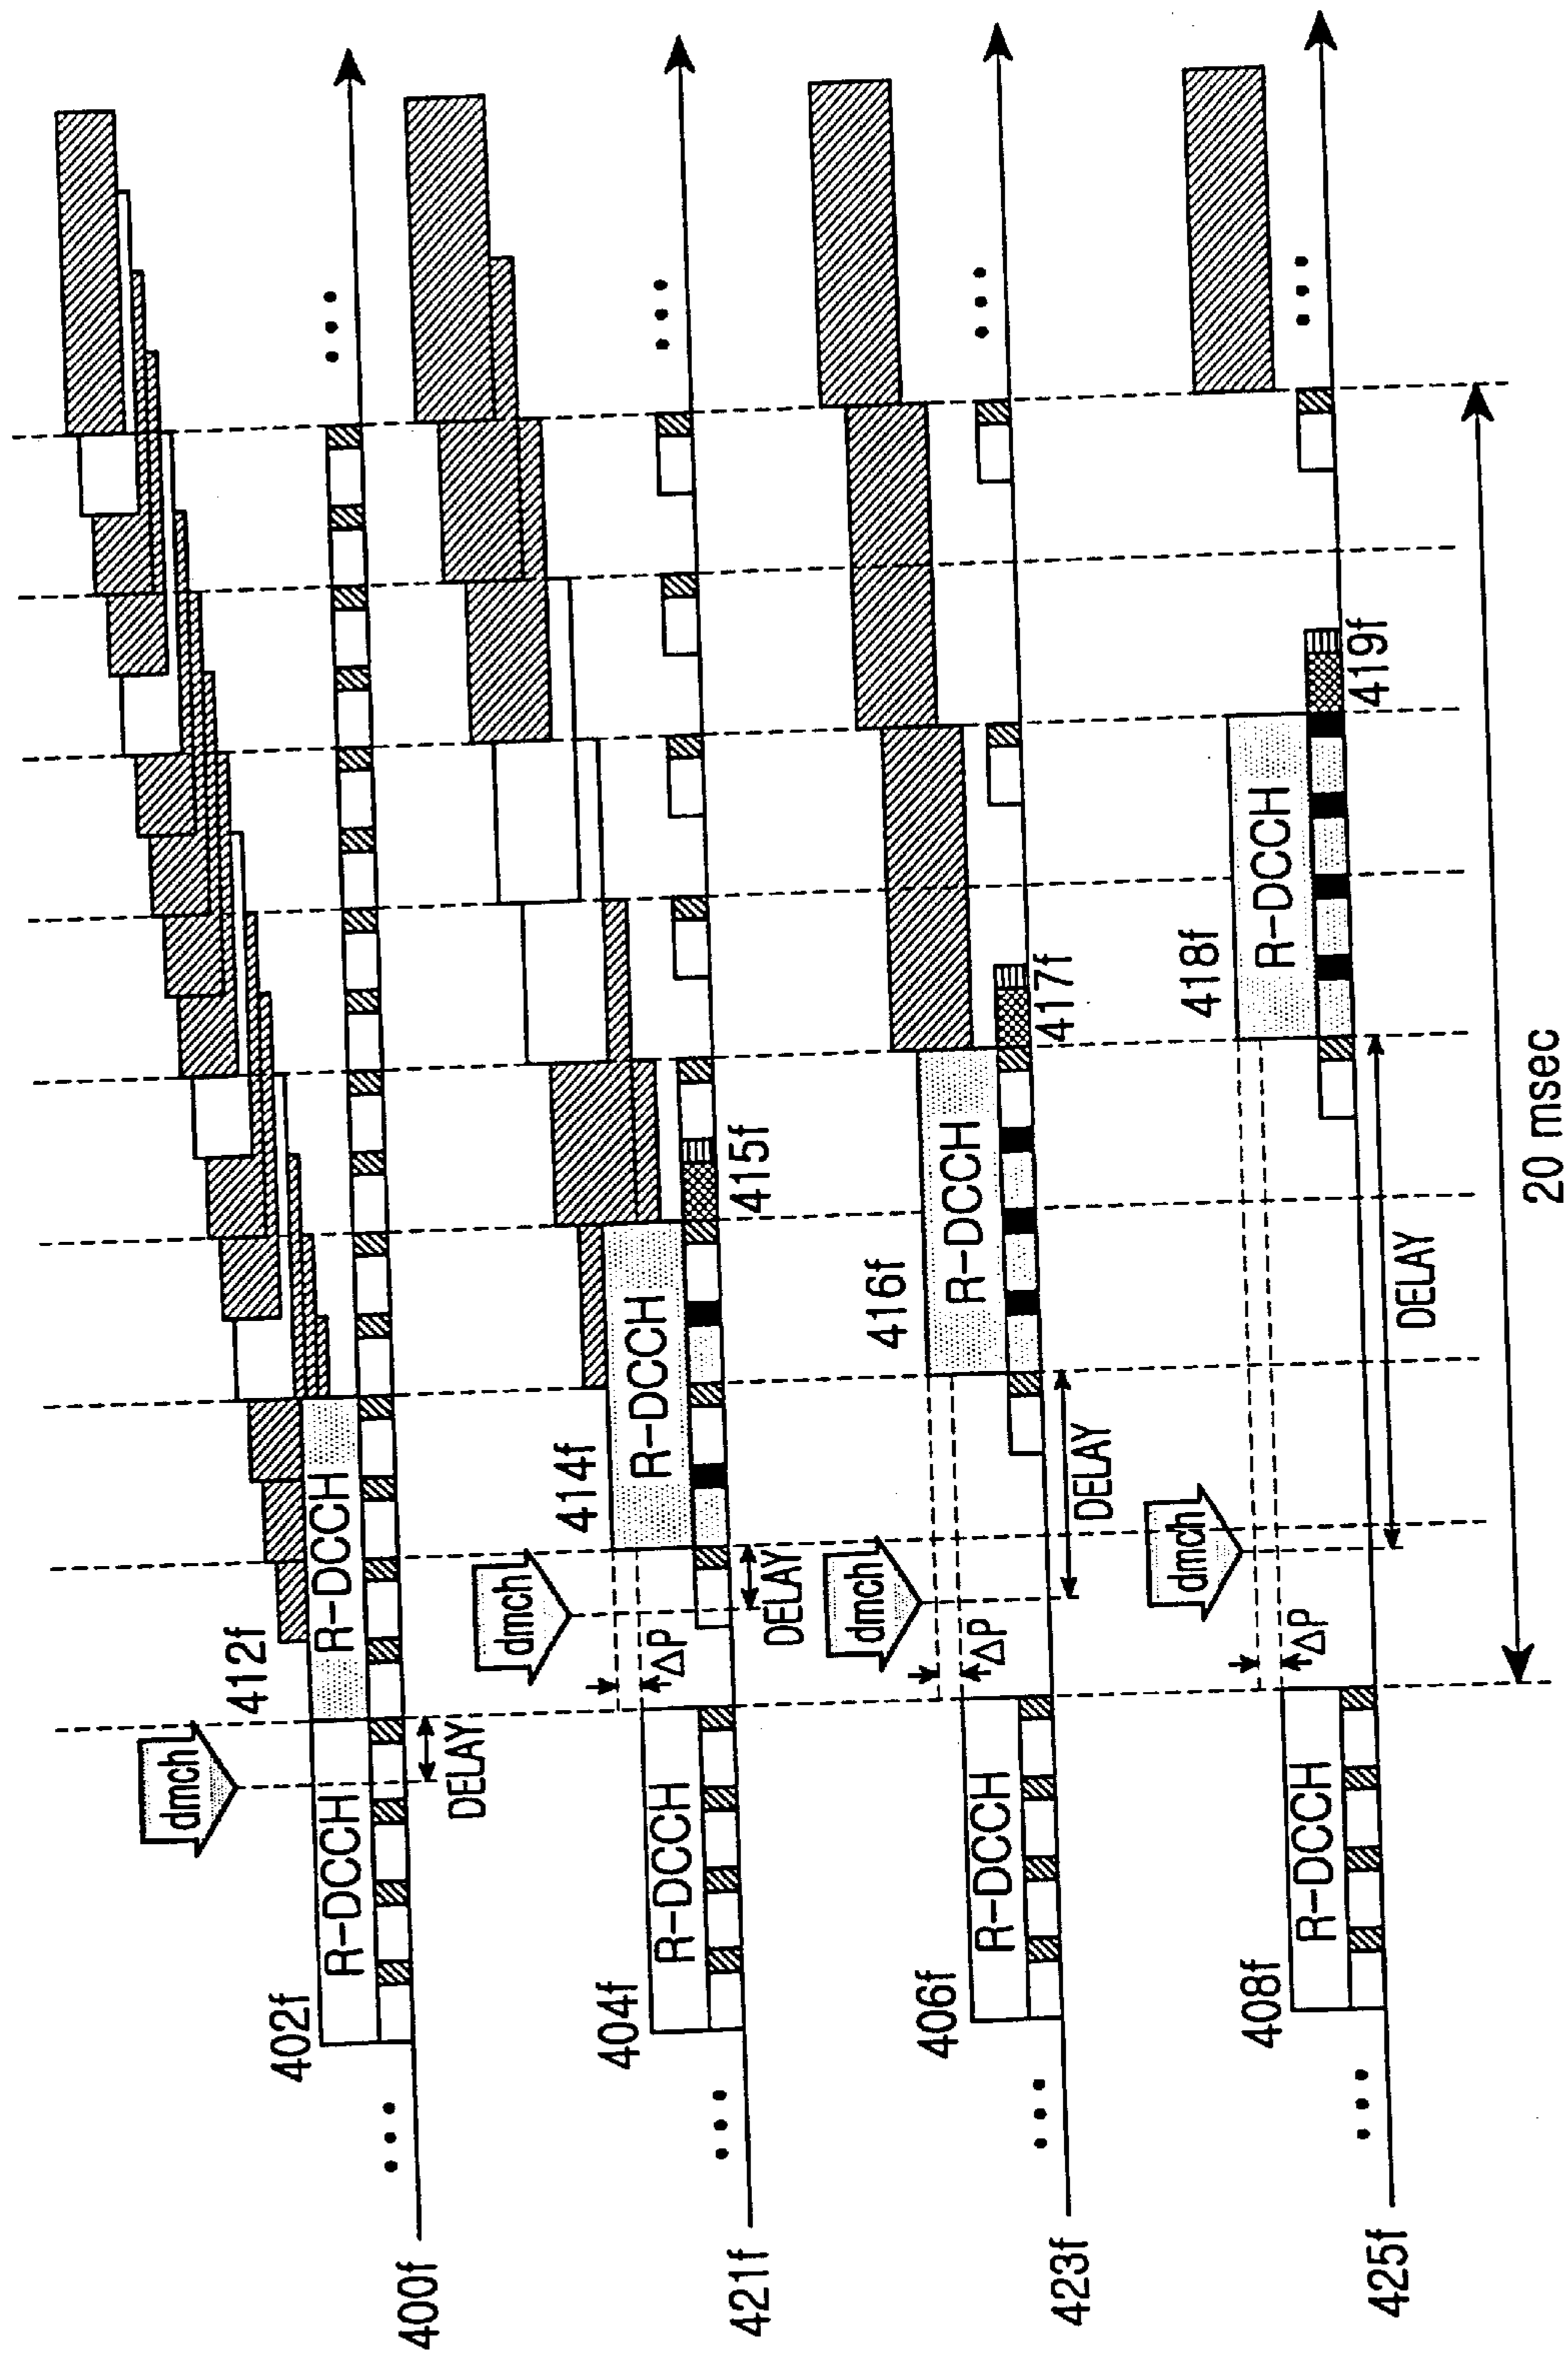 400f
402f
R-DCCH
dmch
DELAY
412f
R-DCCH
421f
404f
R-DCCH
dmch
ΔP
DELAY
414f
R-DCCH
415f
423f
406f
R-DCCH
dmch
ΔP
DELAY
416f
R-DCCH
417f
425f
408f
R-DCCH
dmch
ΔP
DELAY
418f
R-DCCH
419f
20 msec